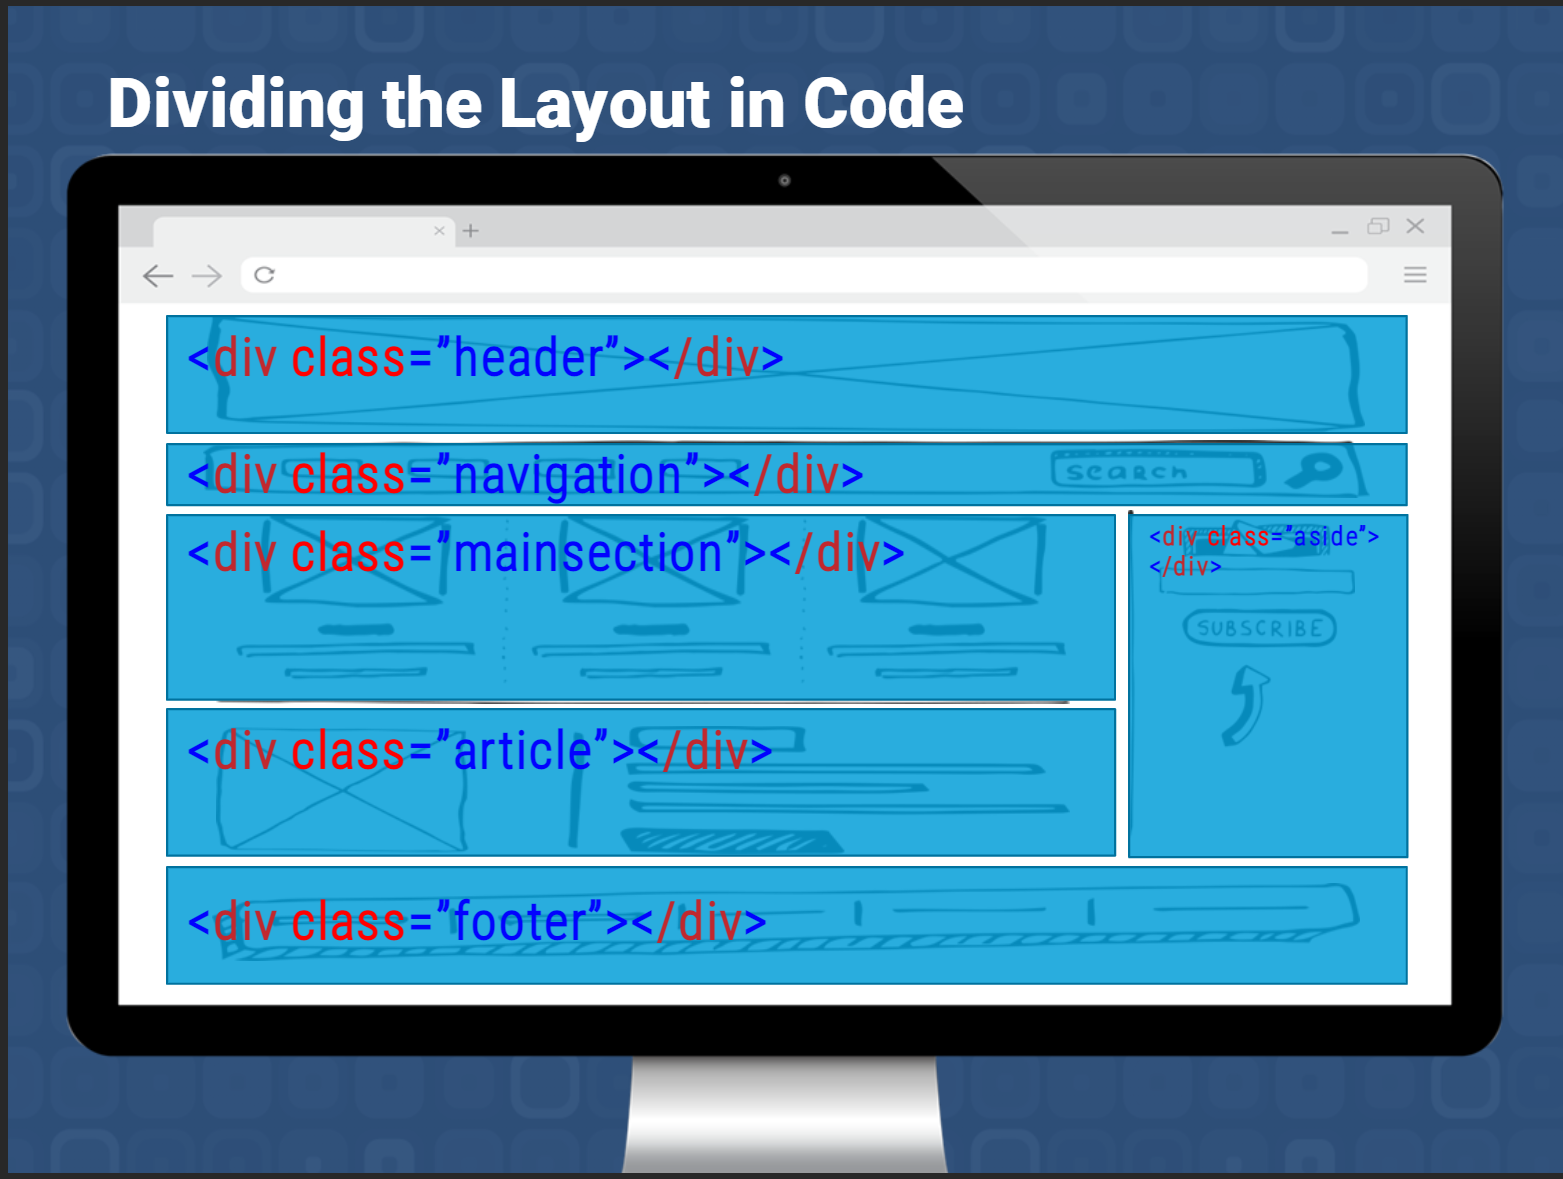 Dividing the Layout in Code
<div class=”header”></div>
<div class=”navigation”></div>
search
<div class=”mainsection”></div>
<div class=”aside”>
</div>
SUBSCRIBE
<div class=”article”></div>
<div class=”footer”></div>